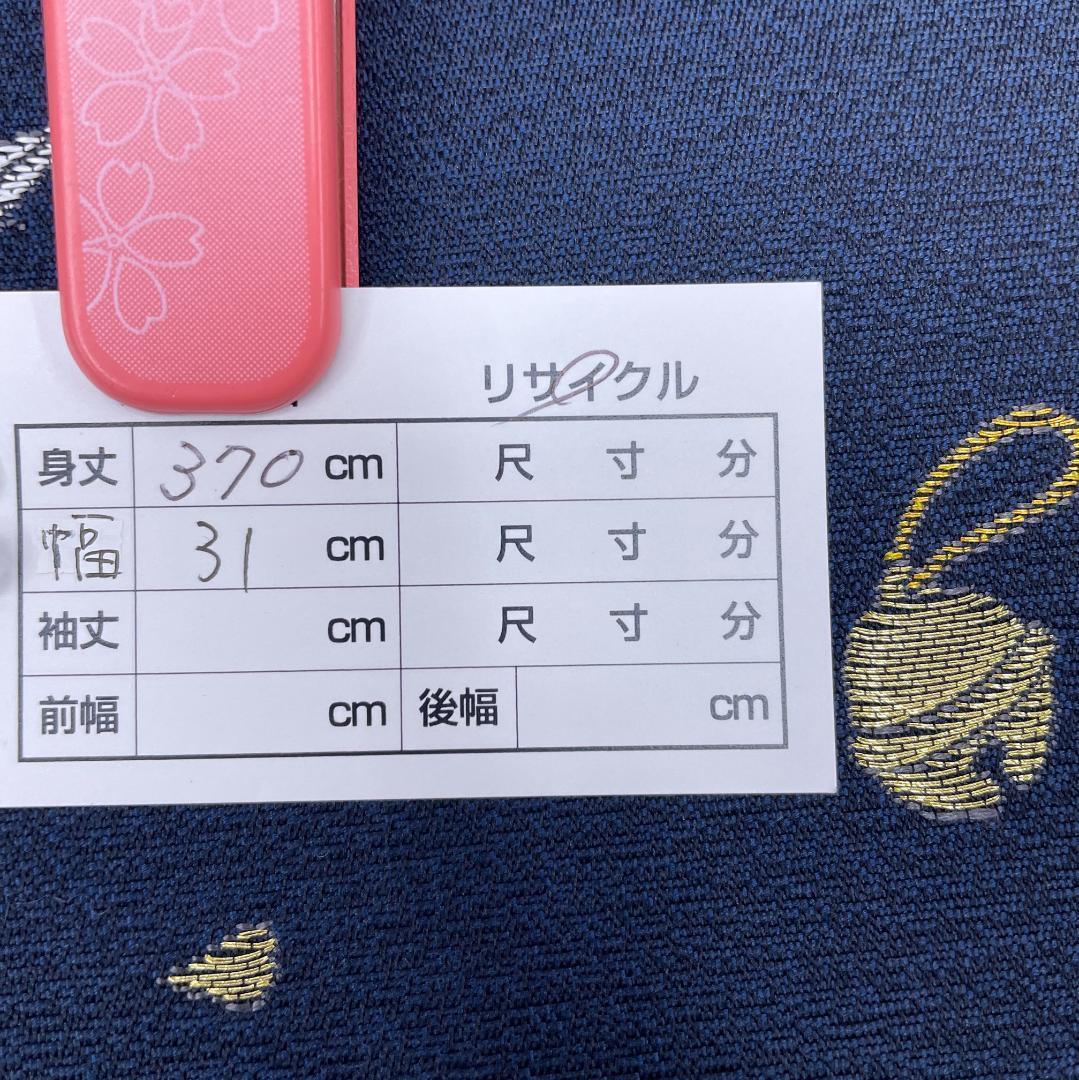 リサイクル
身丈 370 cm 尺 寸 分
幅 31 cm 尺 寸 分
袖丈 cm 尺 寸 分
前幅 cm 後幅 cm